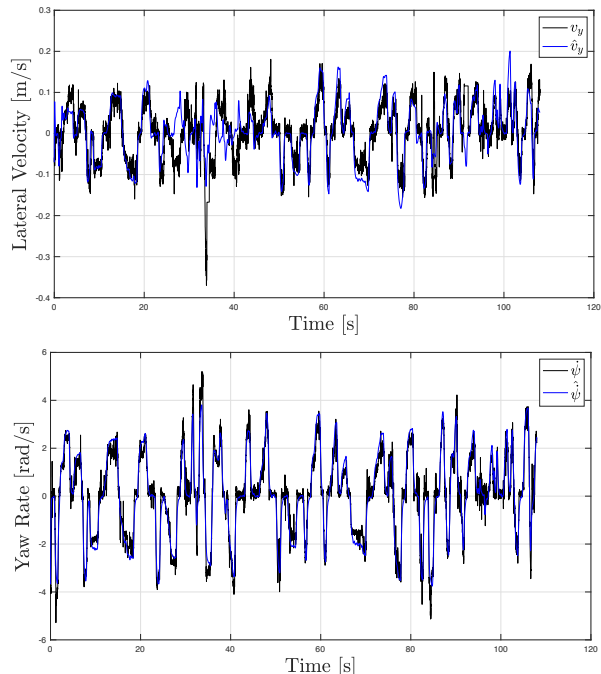 0.3
0.2
0.1
0
-0.1
-0.2
-0.3
-0.4
Lateral Velocity [m/s]
v_y
v̂_y
0 20 40 60 80 100 120
Time [s]
6
4
2
0
-2
-4
-6
Yaw Rate [rad/s]
ψ̇
ψ̇̂
0 20 40 60 80 100 120
Time [s]